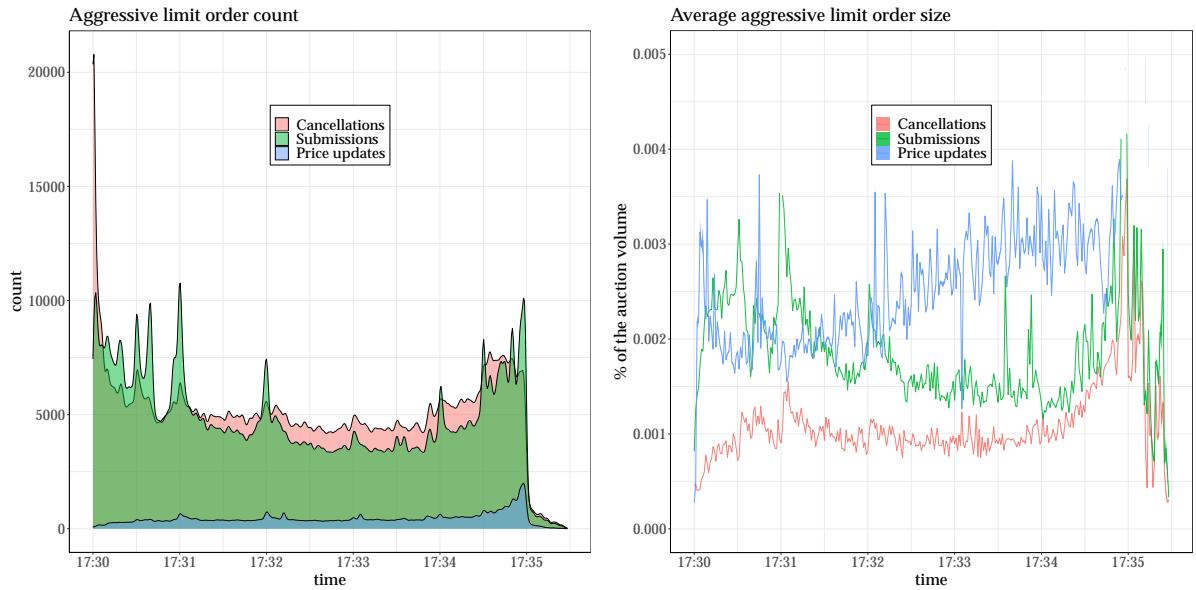 Aggressive limit order count
count
20000
15000
10000
5000
0
Cancellations
Submissions
Price updates
17:30 17:31 17:32 17:33 17:34 17:35
time
Average aggressive limit order size
% of the auction volume
0.005
0.004
0.003
0.002
0.001
0.000
Cancellations
Submissions
Price updates
17:30 17:31 17:32 17:33 17:34 17:35
time